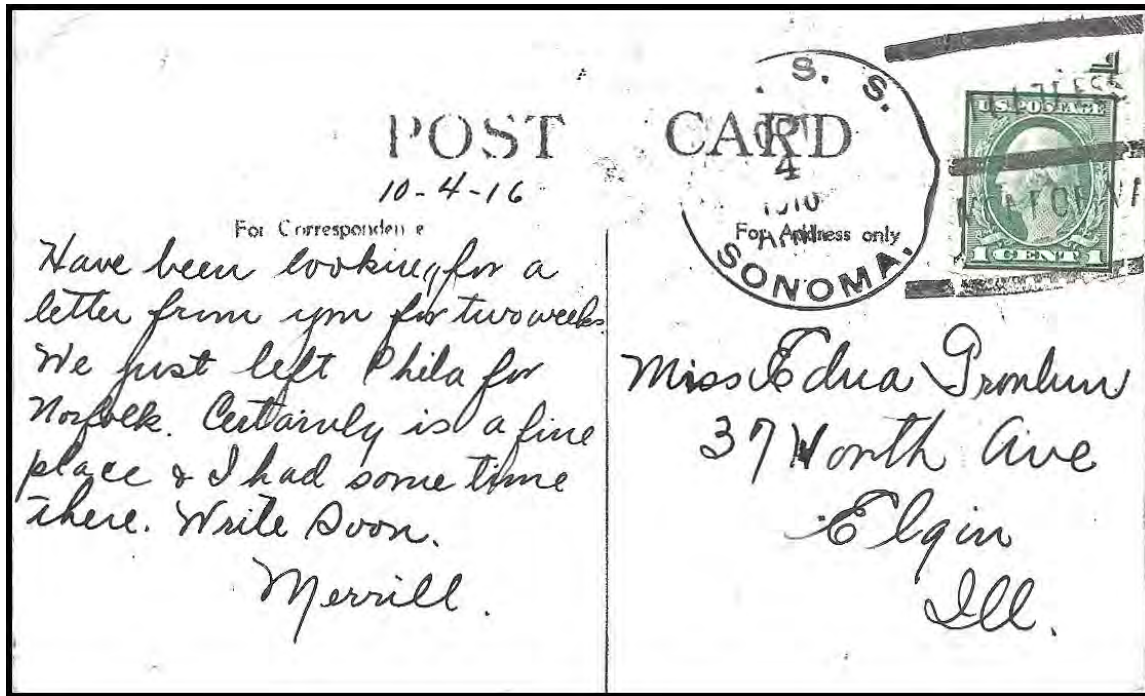 POST CARD
10-4-16
For Correspondence
Have been looking for a
letter from you for two weeks.
We just left Phila for
Norfolk. Certainly is a fine
place & I had some time
there. Write Soon.
Merrill.
S. S.
4
SONOMA.
For Address only
U.S. POSTAGE
1 CENT 1
Miss Edna
37 Worth Ave
Elgin
Ill.